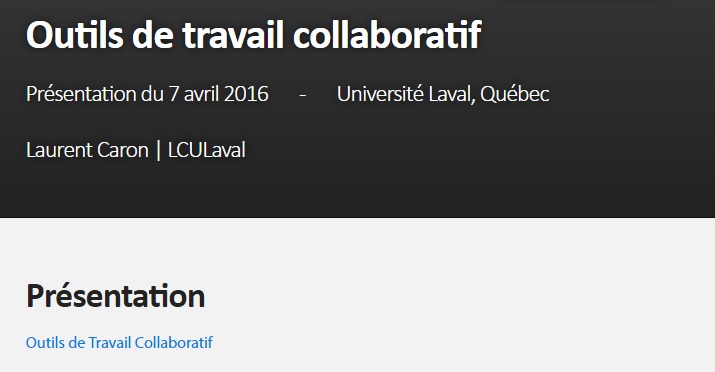 Outils de travail collaboratif
Présentation du 7 avril 2016 - Université Laval, Québec
Laurent Caron | LCULaval
Présentation
Outils de Travail Collaboratif